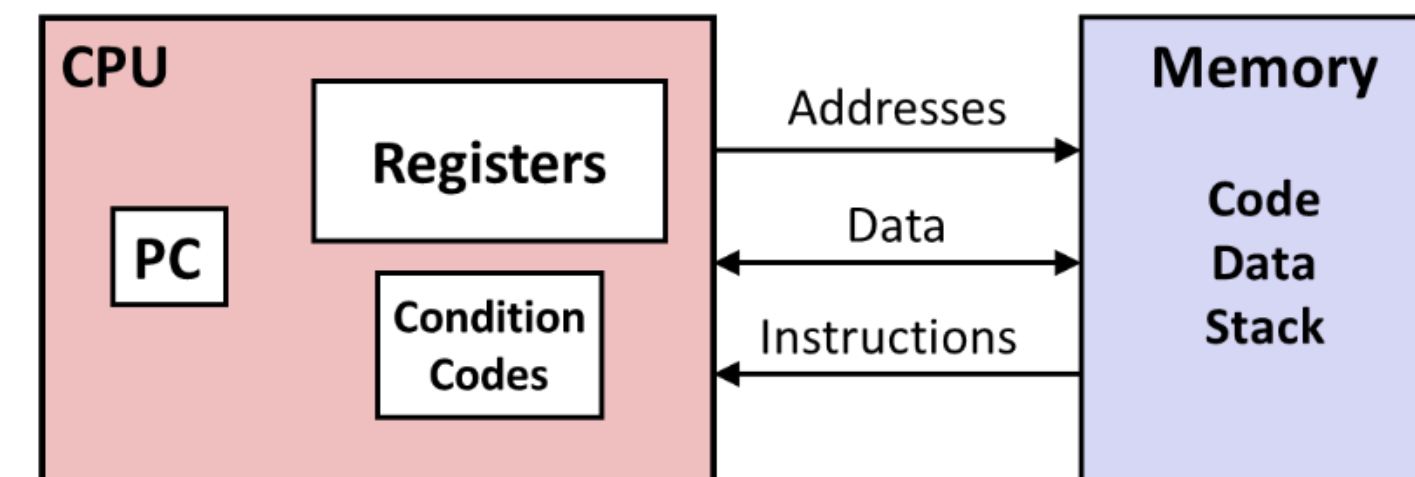 CPU
Registers
PC
Condition
Codes
Addresses
Data
Instructions
Memory
Code
Data
Stack